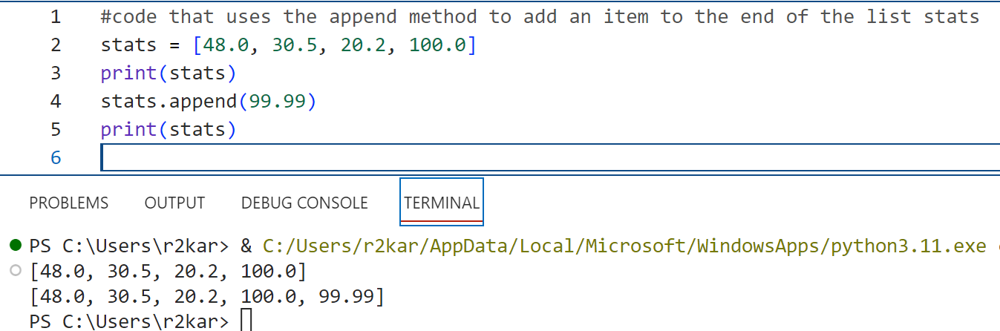 1 #code that uses the append method to add an item to the end of the list stats
2 stats = [48.0, 30.5, 20.2, 100.0]
3 print(stats)
4 stats.append(99.99)
5 print(stats)
6
PROBLEMS OUTPUT DEBUG CONSOLE TERMINAL
PS C:\Users\r2kar> & C:/Users/r2kar/AppData/Local/Microsoft/WindowsApps/python3.11.exe
[48.0, 30.5, 20.2, 100.0]
[48.0, 30.5, 20.2, 100.0, 99.99]
PS C:\Users\r2kar>